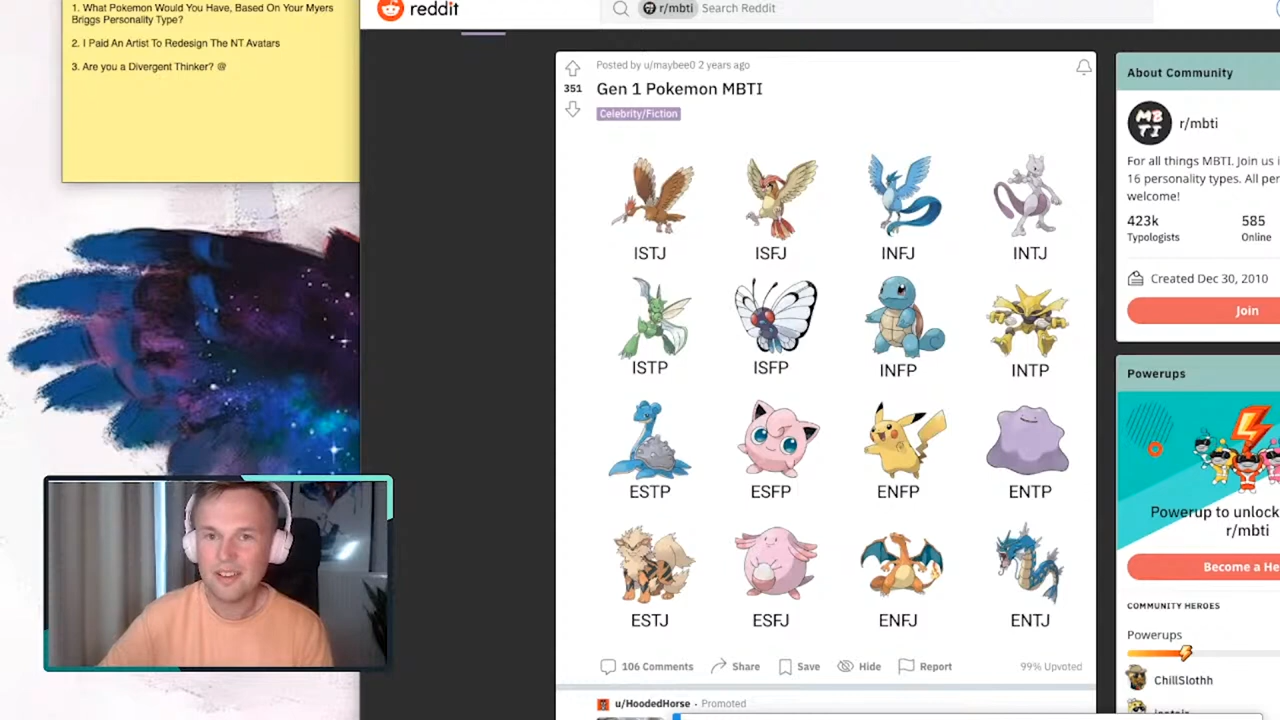 1. What Pokemon Would You Have, Based On Your Myers
Briggs Personality Type?
2. I Paid An Artist To Redesign The NT Avatars
3. Are you a Divergent Thinker? @
reddit
r/mbti Search Reddit
Posted by u/maybee0 2 years ago
351
Gen 1 Pokemon MBTI
Celebrity/Fiction
ISTJ ISFJ INFJ INTJ
ISTP ISFP INFP INTP
ESTP ESFP ENFP ENTP
ESTJ ESFJ ENFJ ENTJ
106 Comments Share Save Hide Report 99% Upvoted
u/HoodedHorse · Promoted
About Community
MB
TI
r/mbti
For all things MBTI. Join us i
16 personality types. All per
welcome!
423k 585
Typologists Online
Created Dec 30, 2010
Join
Powerups
Powerup to unlock
r/mbti
Become a He
COMMUNITY HEROES
Powerups
ChillSlothh